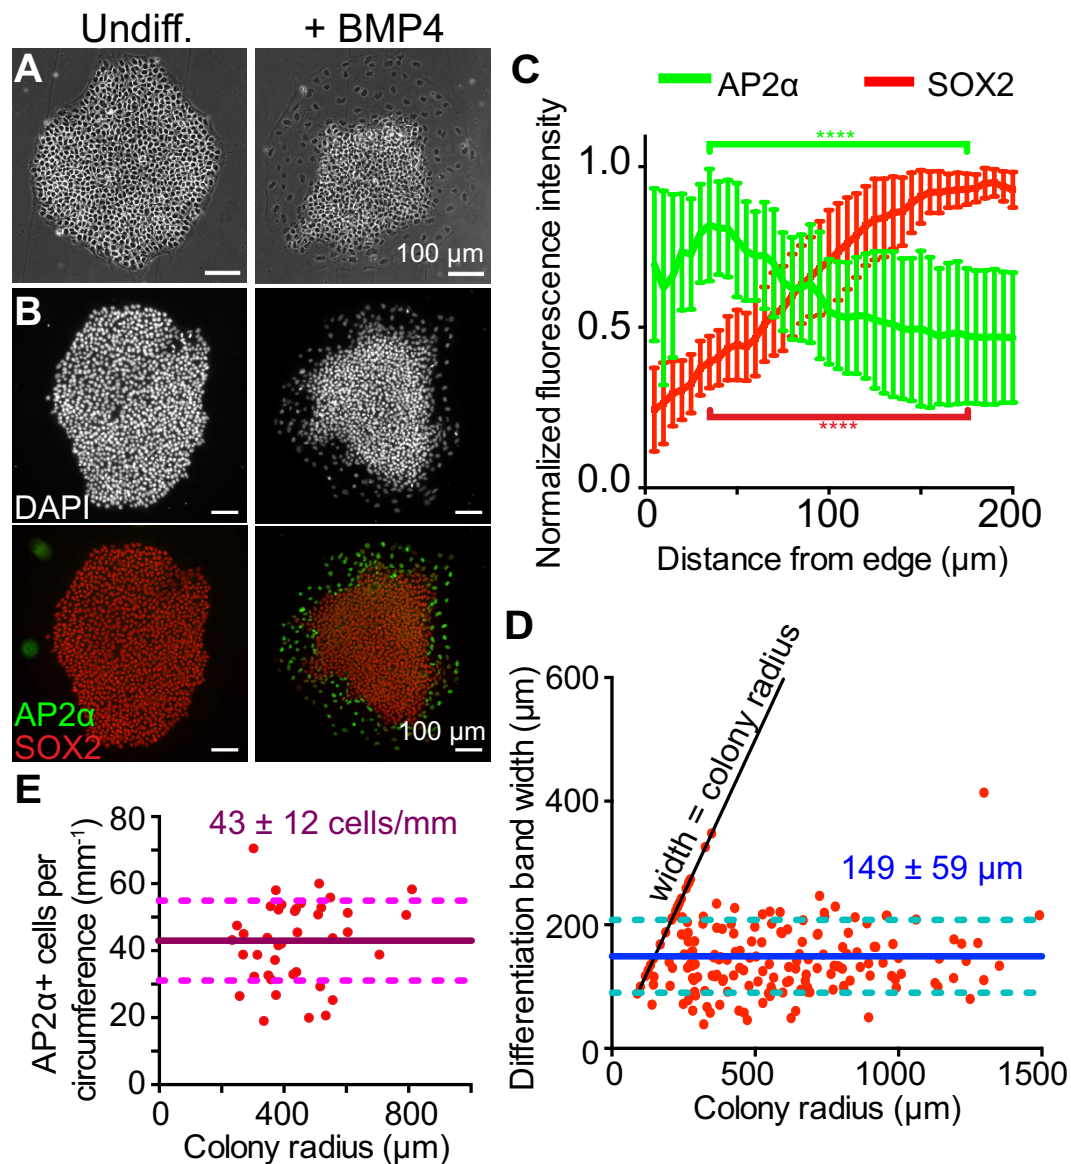 Undiff.
+ BMP4
A
100 µm
B
DAPI
AP2α
SOX2
100 µm
C
AP2α
SOX2
Normalized fluorescence intensity
1.0
0.5
0.0
****
****
0
100
200
Distance from edge (µm)
D
Differentiation band width (µm)
600
400
200
0
width = colony radius
149 ± 59 µm
0
500
1000
1500
Colony radius (µm)
E
AP2α+ cells per
circumference (mm⁻¹)
80
60
40
20
0
43 ± 12 cells/mm
0
400
800
Colony radius (µm)